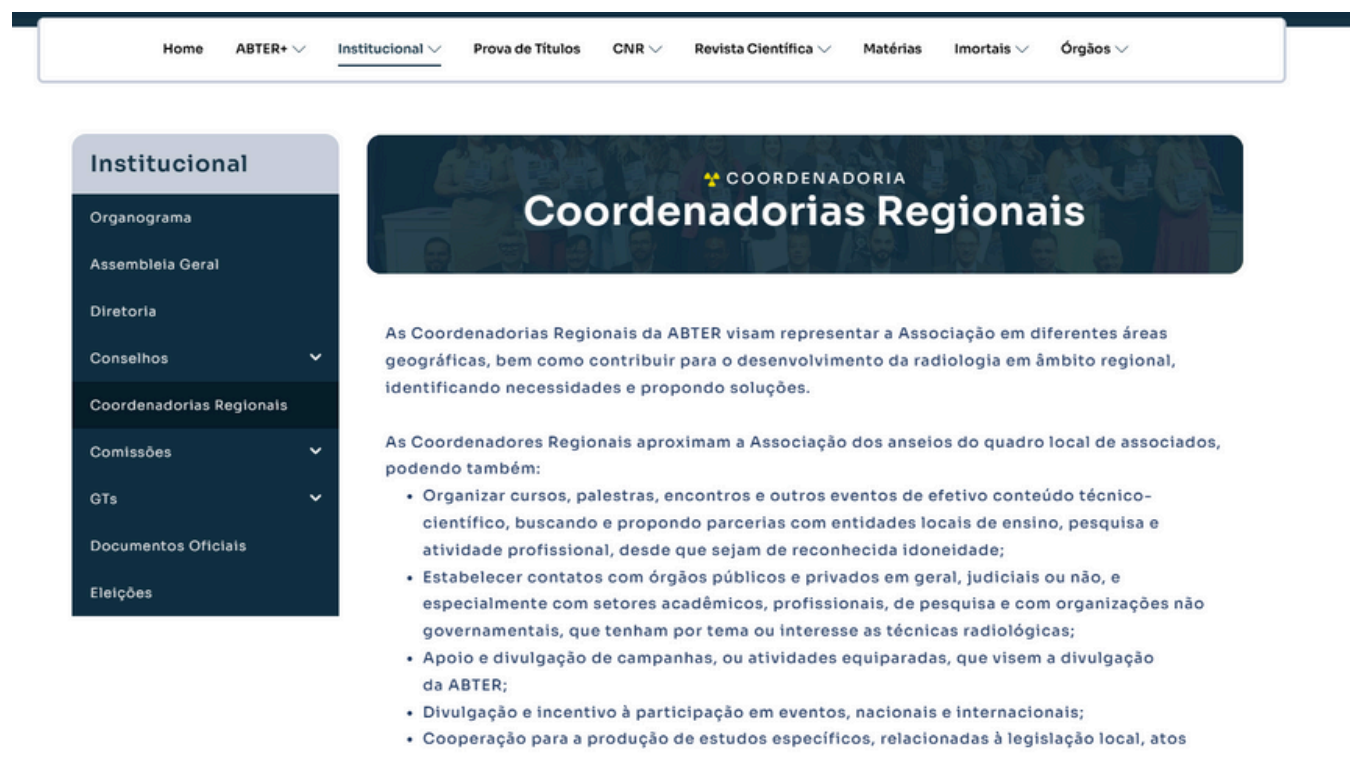 Home ABTER+ Institucional Prova de Títulos CNR Revista Científica Matérias Imortais Órgãos
Institucional
Organograma
Assembleia Geral
Diretoria
Conselhos
Coordenadorias Regionais
Comissões
GTs
Documentos Oficiais
Eleições
COORDENADORIA
Coordenadorias Regionais
As Coordenadorias Regionais da ABTER visam representar a Associação em diferentes áreas
geográficas, bem como contribuir para o desenvolvimento da radiologia em âmbito regional,
identificando necessidades e propondo soluções.
As Coordenadores Regionais aproximam a Associação dos anseios do quadro local de associados,
podendo também:
• Organizar cursos, palestras, encontros e outros eventos de efetivo conteúdo técnico-
científico, buscando e propondo parcerias com entidades locais de ensino, pesquisa e
atividade profissional, desde que sejam de reconhecida idoneidade;
• Estabelecer contatos com órgãos públicos e privados em geral, judiciais ou não, e
especialmente com setores acadêmicos, profissionais, de pesquisa e com organizações não
governamentais, que tenham por tema ou interesse as técnicas radiológicas;
• Apoio e divulgação de campanhas, ou atividades equiparadas, que visem a divulgação
da ABTER;
• Divulgação e incentivo à participação em eventos, nacionais e internacionais;
• Cooperação para a produção de estudos específicos, relacionadas à legislação local, atos